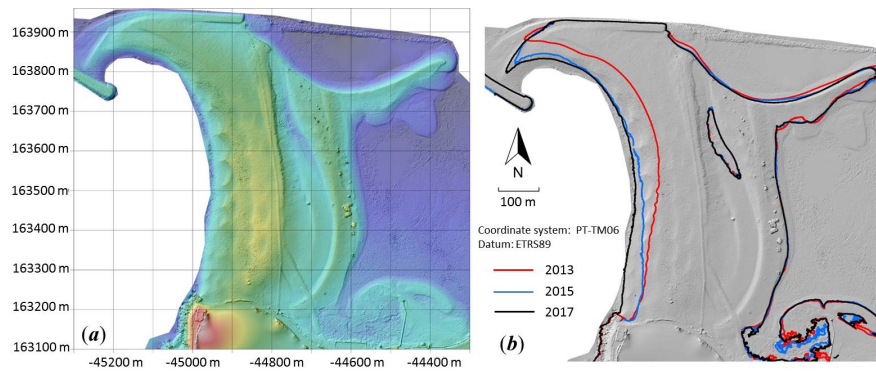 163900 m
163800 m
163700 m
163600 m
163500 m
163400 m
163300 m
163200 m
163100 m
(a)
-45200 m
-45000 m
-44800 m
-44600 m
-44400 m
N
100 m
Coordinate system: PT-TM06
Datum: ETRS89
2013
2015
2017
(b)